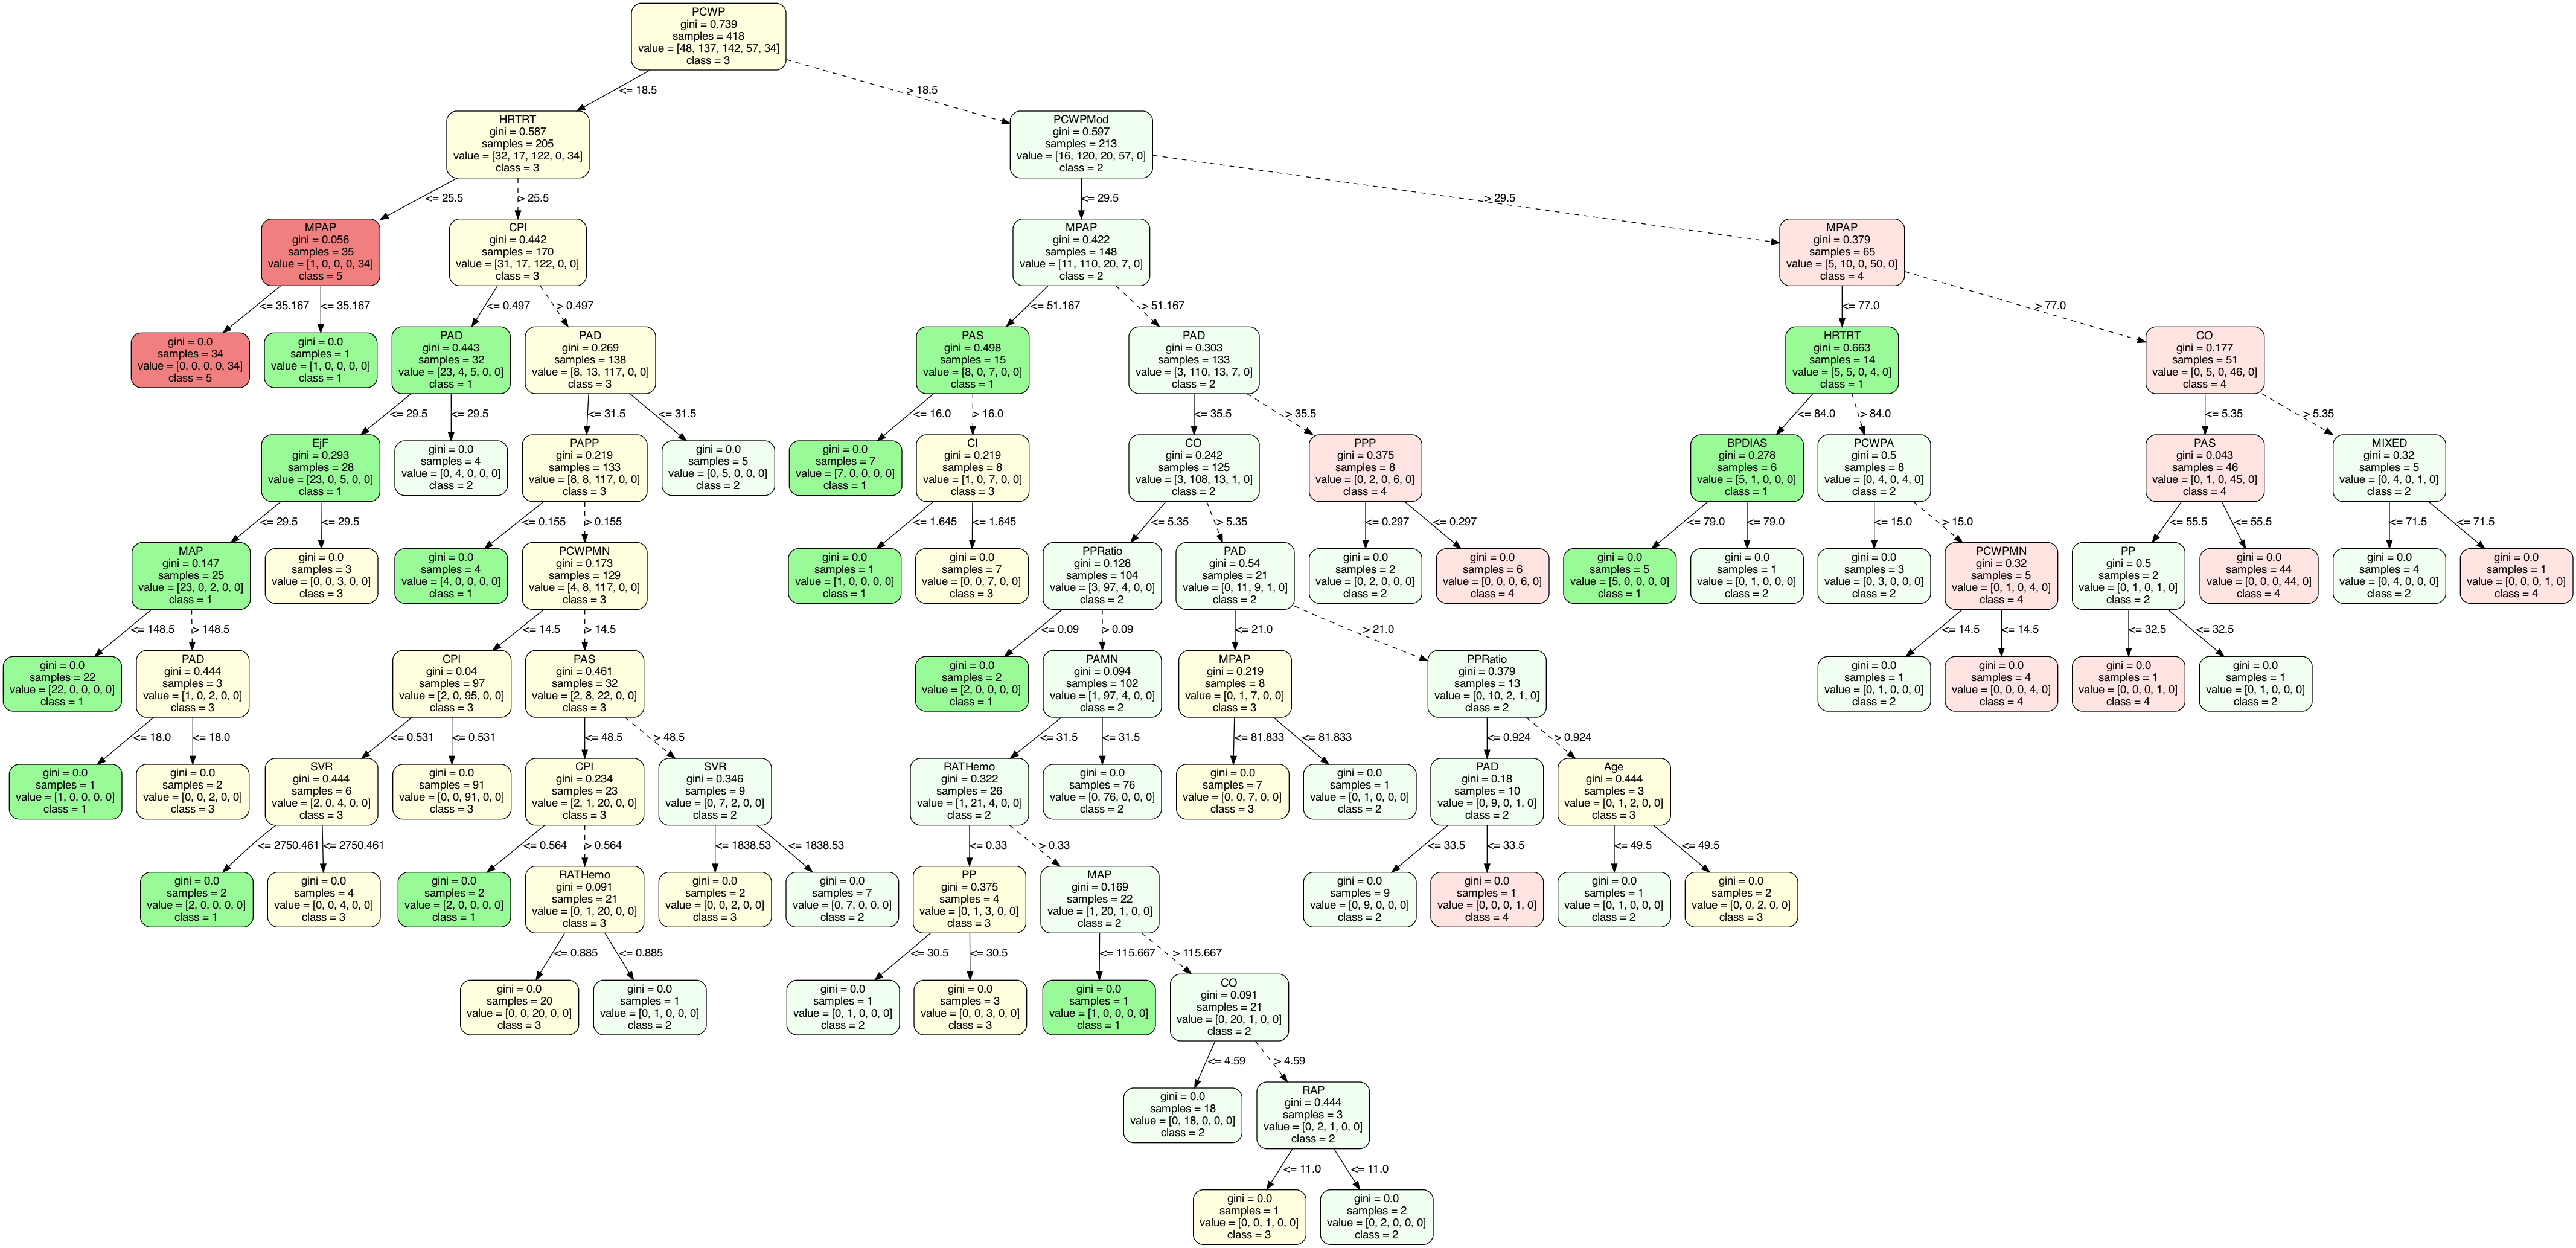 PCWP
gini = 0.739
samples = 418
value = [48, 137, 142, 57, 34]
class = 3
<= 18.5
> 18.5
HRTRT
gini = 0.587
samples = 205
value = [32, 17, 122, 0, 34]
class = 3
PCWPMod
gini = 0.597
samples = 213
value = [16, 120, 20, 57, 0]
class = 2
<= 25.5
> 25.5
<= 29.5
> 29.5
MPAP
gini = 0.056
samples = 35
value = [1, 0, 0, 0, 34]
class = 5
CPI
gini = 0.442
samples = 170
value = [31, 17, 122, 0, 0]
class = 3
MPAP
gini = 0.422
samples = 148
value = [11, 110, 20, 7, 0]
class = 2
MPAP
gini = 0.379
samples = 65
value = [5, 10, 0, 50, 0]
class = 4
<= 35.167
<= 35.167
<= 0.497
> 0.497
<= 51.167
> 51.167
<= 77.0
> 77.0
gini = 0.0
samples = 34
value = [0, 0, 0, 0, 34]
class = 5
gini = 0.0
samples = 1
value = [1, 0, 0, 0, 0]
class = 1
PAD
gini = 0.443
samples = 32
value = [23, 4, 5, 0, 0]
class = 1
PAD
gini = 0.269
samples = 138
value = [8, 13, 117, 0, 0]
class = 3
PAS
gini = 0.498
samples = 15
value = [8, 0, 7, 0, 0]
class = 1
PAD
gini = 0.303
samples = 133
value = [3, 110, 13, 7, 0]
class = 2
HRTRT
gini = 0.663
samples = 14
value = [5, 5, 0, 4, 0]
class = 1
CO
gini = 0.177
samples = 51
value = [0, 5, 0, 46, 0]
class = 4
<= 29.5
<= 29.5
<= 31.5
<= 31.5
<= 16.0
> 16.0
<= 35.5
> 35.5
<= 84.0
> 84.0
<= 5.35
> 5.35
EjF
gini = 0.293
samples = 28
value = [23, 0, 5, 0, 0]
class = 1
gini = 0.0
samples = 4
value = [0, 4, 0, 0, 0]
class = 2
PAPP
gini = 0.219
samples = 133
value = [8, 8, 117, 0, 0]
class = 3
gini = 0.0
samples = 5
value = [0, 5, 0, 0, 0]
class = 2
gini = 0.0
samples = 7
value = [7, 0, 0, 0, 0]
class = 1
CI
gini = 0.219
samples = 8
value = [1, 0, 7, 0, 0]
class = 3
CO
gini = 0.242
samples = 125
value = [3, 108, 13, 1, 0]
class = 2
PPP
gini = 0.375
samples = 8
value = [0, 2, 0, 6, 0]
class = 4
BPDIAS
gini = 0.278
samples = 6
value = [5, 1, 0, 0, 0]
class = 1
PCWPA
gini = 0.5
samples = 8
value = [0, 4, 0, 4, 0]
class = 2
PAS
gini = 0.043
samples = 46
value = [0, 1, 0, 45, 0]
class = 4
MIXED
gini = 0.32
samples = 5
value = [0, 4, 0, 1, 0]
class = 2
<= 29.5
<= 29.5
<= 0.155
> 0.155
<= 1.645
<= 1.645
<= 5.35
> 5.35
<= 0.297
<= 0.297
<= 79.0
<= 79.0
<= 15.0
> 15.0
<= 55.5
<= 55.5
<= 71.5
<= 71.5
MAP
gini = 0.147
samples = 25
value = [23, 0, 2, 0, 0]
class = 1
gini = 0.0
samples = 3
value = [0, 0, 3, 0, 0]
class = 3
gini = 0.0
samples = 4
value = [4, 0, 0, 0, 0]
class = 1
PCWPMN
gini = 0.173
samples = 129
value = [4, 8, 117, 0, 0]
class = 3
gini = 0.0
samples = 1
value = [1, 0, 0, 0, 0]
class = 1
gini = 0.0
samples = 7
value = [0, 0, 7, 0, 0]
class = 3
PPRatio
gini = 0.128
samples = 104
value = [3, 97, 4, 0, 0]
class = 2
PAD
gini = 0.54
samples = 21
value = [0, 11, 9, 1, 0]
class = 2
gini = 0.0
samples = 2
value = [0, 2, 0, 0, 0]
class = 2
gini = 0.0
samples = 6
value = [0, 0, 0, 6, 0]
class = 4
gini = 0.0
samples = 5
value = [5, 0, 0, 0, 0]
class = 1
gini = 0.0
samples = 1
value = [0, 1, 0, 0, 0]
class = 2
gini = 0.0
samples = 3
value = [0, 3, 0, 0, 0]
class = 2
PCWPMN
gini = 0.32
samples = 5
value = [0, 1, 0, 4, 0]
class = 4
PP
gini = 0.5
samples = 2
value = [0, 1, 0, 1, 0]
class = 2
gini = 0.0
samples = 44
value = [0, 0, 0, 44, 0]
class = 4
gini = 0.0
samples = 4
value = [0, 4, 0, 0, 0]
class = 2
gini = 0.0
samples = 1
value = [0, 0, 0, 1, 0]
class = 4
<= 148.5
> 148.5
<= 14.5
> 14.5
<= 0.09
> 0.09
<= 21.0
> 21.0
<= 14.5
<= 14.5
<= 32.5
<= 32.5
gini = 0.0
samples = 22
value = [22, 0, 0, 0, 0]
class = 1
PAD
gini = 0.444
samples = 3
value = [1, 0, 2, 0, 0]
class = 3
CPI
gini = 0.04
samples = 97
value = [2, 0, 95, 0, 0]
class = 3
PAS
gini = 0.461
samples = 32
value = [2, 8, 22, 0, 0]
class = 3
gini = 0.0
samples = 2
value = [2, 0, 0, 0, 0]
class = 1
PAMN
gini = 0.094
samples = 102
value = [1, 97, 4, 0, 0]
class = 2
MPAP
gini = 0.219
samples = 8
value = [0, 1, 7, 0, 0]
class = 3
PPRatio
gini = 0.379
samples = 13
value = [0, 10, 2, 1, 0]
class = 2
gini = 0.0
samples = 1
value = [0, 1, 0, 0, 0]
class = 2
gini = 0.0
samples = 4
value = [0, 0, 0, 4, 0]
class = 4
gini = 0.0
samples = 1
value = [0, 0, 0, 1, 0]
class = 4
gini = 0.0
samples = 1
value = [0, 1, 0, 0, 0]
class = 2
<= 18.0
<= 18.0
<= 0.531
<= 0.531
<= 48.5
> 48.5
<= 31.5
<= 31.5
<= 81.833
<= 81.833
<= 0.924
> 0.924
gini = 0.0
samples = 1
value = [1, 0, 0, 0, 0]
class = 1
gini = 0.0
samples = 2
value = [0, 0, 2, 0, 0]
class = 3
SVR
gini = 0.444
samples = 6
value = [2, 0, 4, 0, 0]
class = 3
gini = 0.0
samples = 91
value = [0, 0, 91, 0, 0]
class = 3
CPI
gini = 0.234
samples = 23
value = [2, 1, 20, 0, 0]
class = 3
SVR
gini = 0.346
samples = 9
value = [0, 7, 2, 0, 0]
class = 2
RATHemo
gini = 0.322
samples = 26
value = [1, 21, 4, 0, 0]
class = 2
gini = 0.0
samples = 76
value = [0, 76, 0, 0, 0]
class = 2
gini = 0.0
samples = 7
value = [0, 0, 7, 0, 0]
class = 3
gini = 0.0
samples = 1
value = [0, 1, 0, 0, 0]
class = 2
PAD
gini = 0.18
samples = 10
value = [0, 9, 0, 1, 0]
class = 2
Age
gini = 0.444
samples = 3
value = [0, 1, 2, 0, 0]
class = 3
<= 2750.461
<= 2750.461
<= 0.564
> 0.564
<= 1838.53
<= 1838.53
<= 0.33
> 0.33
<= 33.5
<= 33.5
<= 49.5
<= 49.5
gini = 0.0
samples = 2
value = [2, 0, 0, 0, 0]
class = 1
gini = 0.0
samples = 4
value = [0, 0, 4, 0, 0]
class = 3
gini = 0.0
samples = 2
value = [2, 0, 0, 0, 0]
class = 1
RATHemo
gini = 0.091
samples = 21
value = [0, 1, 20, 0, 0]
class = 3
gini = 0.0
samples = 2
value = [0, 0, 2, 0, 0]
class = 3
gini = 0.0
samples = 7
value = [0, 7, 0, 0, 0]
class = 2
PP
gini = 0.375
samples = 4
value = [0, 1, 3, 0, 0]
class = 3
MAP
gini = 0.169
samples = 22
value = [1, 20, 1, 0, 0]
class = 2
gini = 0.0
samples = 9
value = [0, 9, 0, 0, 0]
class = 2
gini = 0.0
samples = 1
value = [0, 0, 0, 1, 0]
class = 4
gini = 0.0
samples = 1
value = [0, 1, 0, 0, 0]
class = 2
gini = 0.0
samples = 2
value = [0, 0, 2, 0, 0]
class = 3
<= 0.885
<= 0.885
<= 30.5
<= 30.5
<= 115.667
> 115.667
gini = 0.0
samples = 20
value = [0, 0, 20, 0, 0]
class = 3
gini = 0.0
samples = 1
value = [0, 1, 0, 0, 0]
class = 2
gini = 0.0
samples = 1
value = [0, 1, 0, 0, 0]
class = 2
gini = 0.0
samples = 3
value = [0, 0, 3, 0, 0]
class = 3
gini = 0.0
samples = 1
value = [1, 0, 0, 0, 0]
class = 1
CO
gini = 0.091
samples = 21
value = [0, 20, 1, 0, 0]
class = 2
<= 4.59
> 4.59
gini = 0.0
samples = 18
value = [0, 18, 0, 0, 0]
class = 2
RAP
gini = 0.444
samples = 3
value = [0, 2, 1, 0, 0]
class = 2
<= 11.0
<= 11.0
gini = 0.0
samples = 1
value = [0, 0, 1, 0, 0]
class = 3
gini = 0.0
samples = 2
value = [0, 2, 0, 0, 0]
class = 2